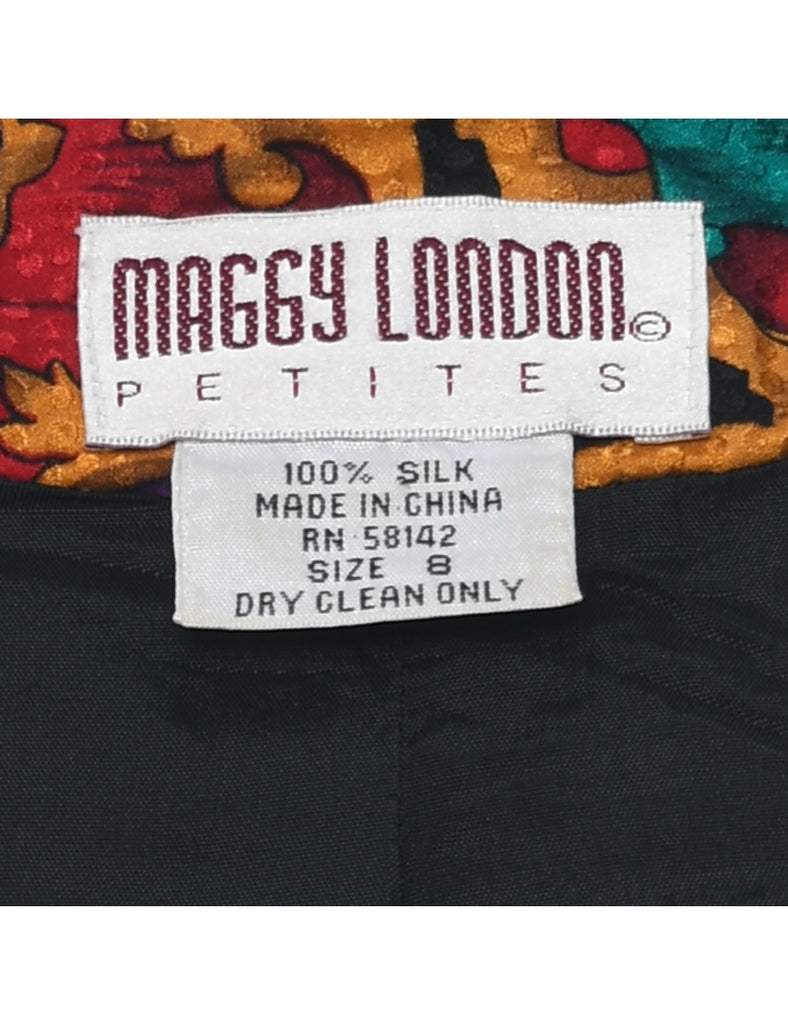 MAGGY LONDON©
PETITES
100% SILK
MADE IN CHINA
RN 58142
SIZE 8
DRY CLEAN ONLY